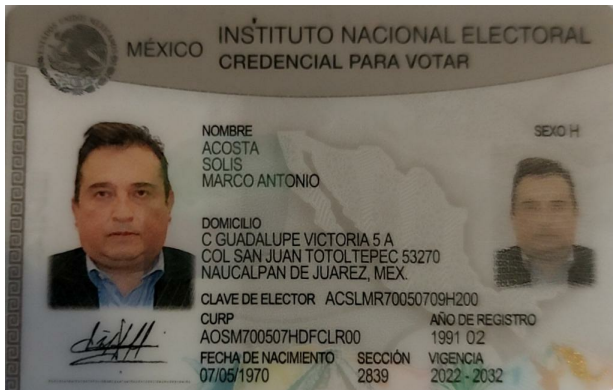 MÉXICO
INSTITUTO NACIONAL ELECTORAL
CREDENCIAL PARA VOTAR
NOMBRE
SEXO H
ACOSTA
SOLIS
MARCO ANTONIO
DOMICILIO
C GUADALUPE VICTORIA 5 A
COL SAN JUAN TOTOLTEPEC 53270
NAUCALPAN DE JUAREZ, MEX.
CLAVE DE ELECTOR ACSLMR70050709H200
CURP
AOSM700507HDFCLR00
AÑO DE REGISTRO
1991 02
FECHA DE NACIMIENTO
07/05/1970
SECCIÓN
2839
VIGENCIA
2022 - 2032